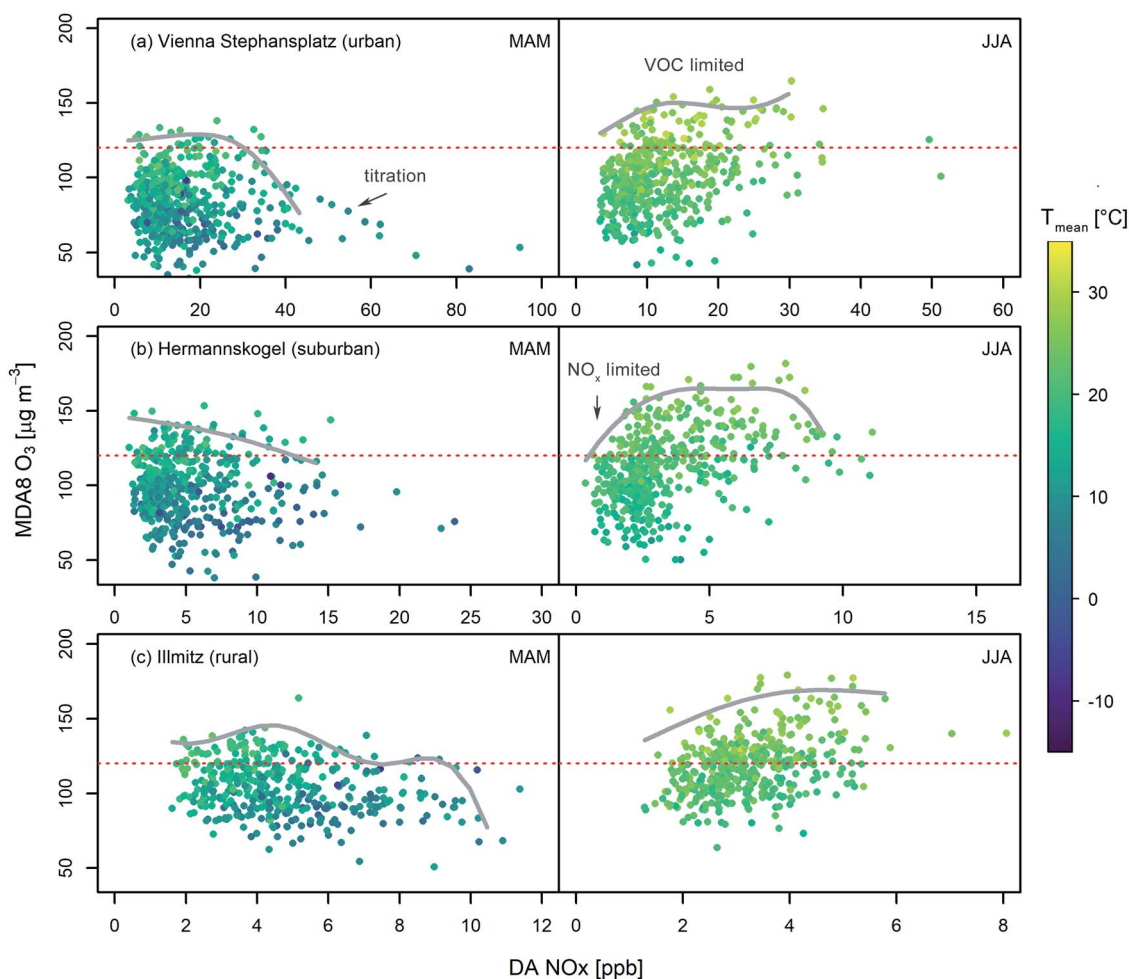 (a) Vienna Stephansplatz (urban) MAM
JJA
VOC limited
titration
200
150
100
50
0 20 40 60 80 100
0 10 20 30 40 50 60
(b) Hermannskogel (suburban) MAM
JJA
NOx limited
200
150
100
50
0 5 10 15 20 25 30
0 5 10 15
(c) Illmitz (rural) MAM
JJA
200
150
100
50
0 2 4 6 8 10 12
2 4 6 8
MDA8 O3 [µg m−3]
DA NOx [ppb]
Tmean [°C]
30
20
10
0
-10